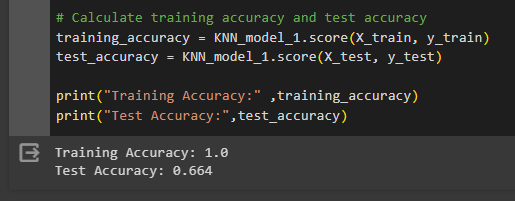 # Calculate training accuracy and test accuracy
training_accuracy = KNN_model_1.score(X_train, y_train)
test_accuracy = KNN_model_1.score(X_test, y_test)
print("Training Accuracy:" ,training_accuracy)
print("Test Accuracy:",test_accuracy)
Training Accuracy: 1.0
Test Accuracy: 0.664